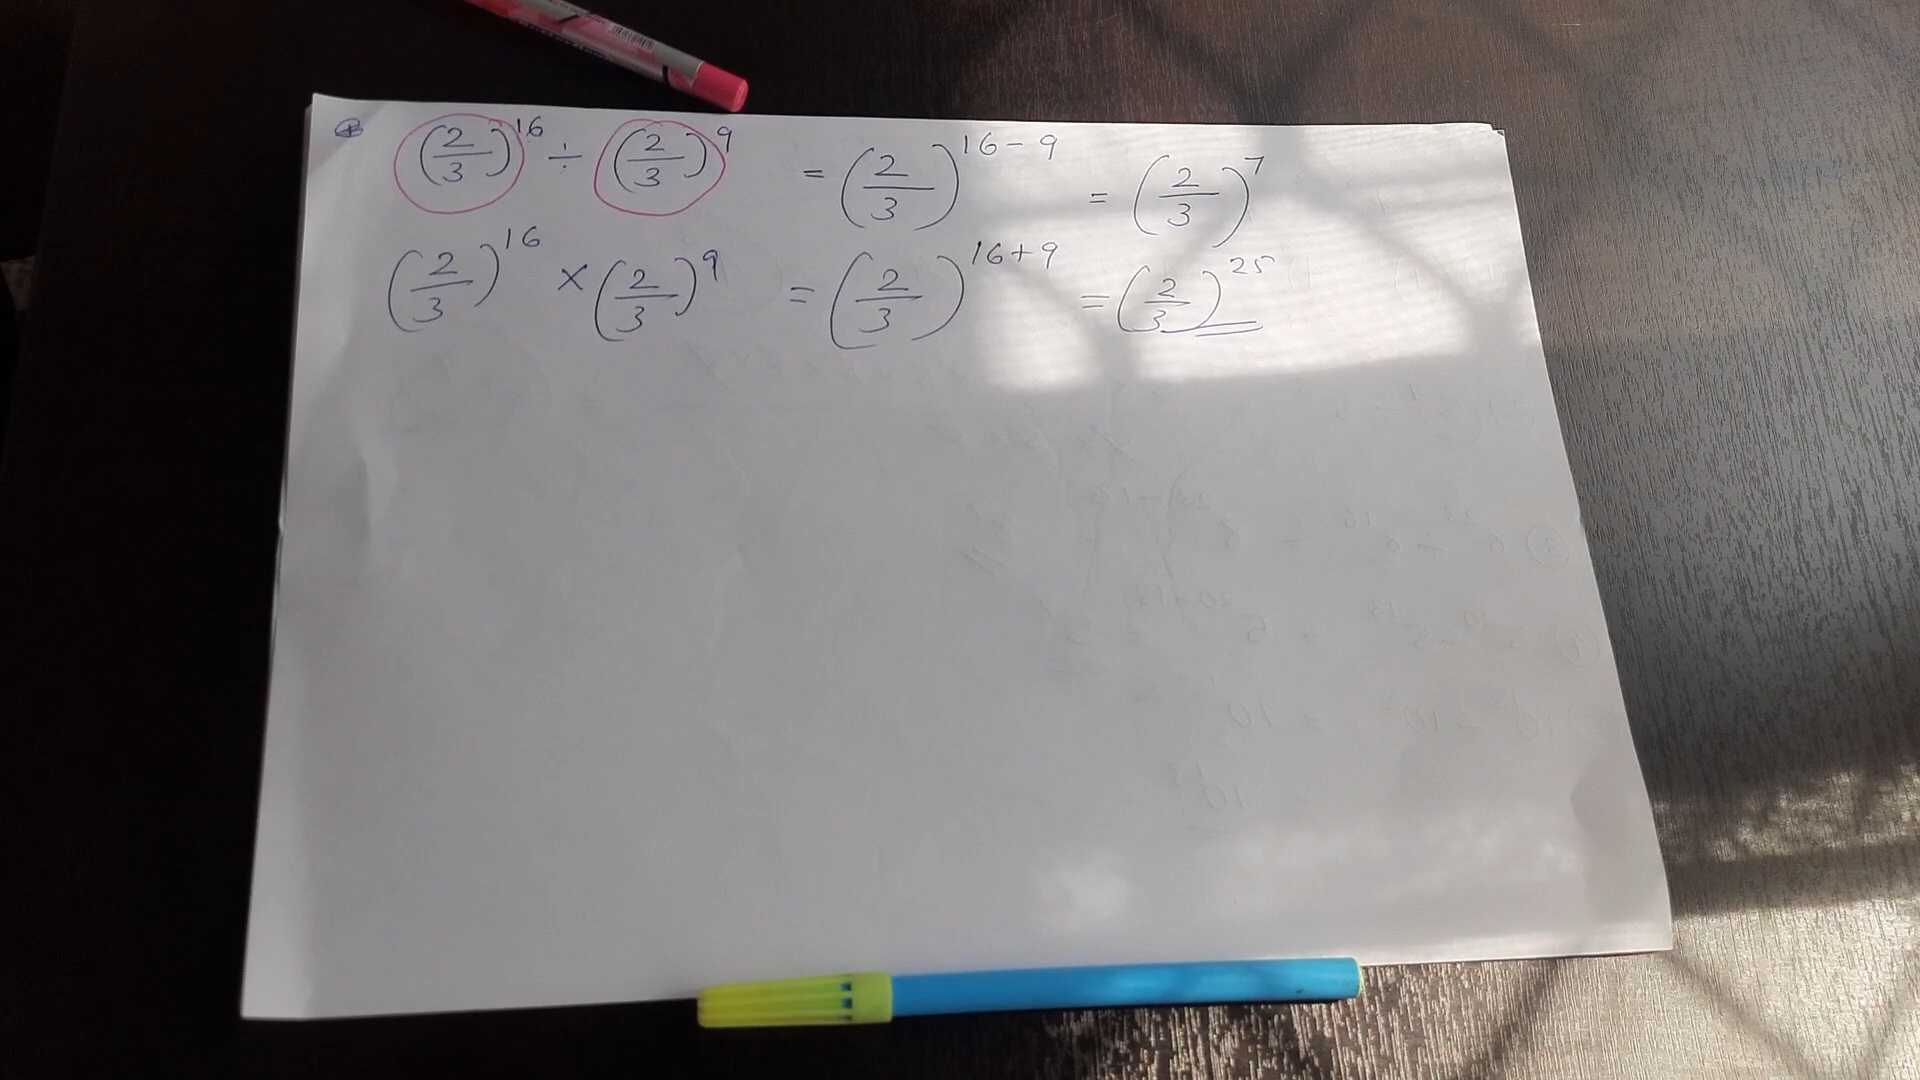 (2/3)^16 ÷ (2/3)^9 = (2/3)^16-9 = (2/3)^7
(2/3)^16 × (2/3)^9 = (2/3)^16+9 = (2/3)^25